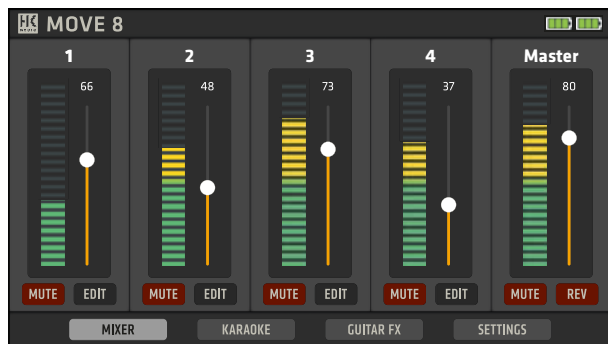 HK AUDIO MOVE 8
1 2 3 4 Master
66 48 73 37 80
MUTE EDIT MUTE EDIT MUTE EDIT MUTE EDIT MUTE REV
MIXER KARAOKE GUITAR FX SETTINGS